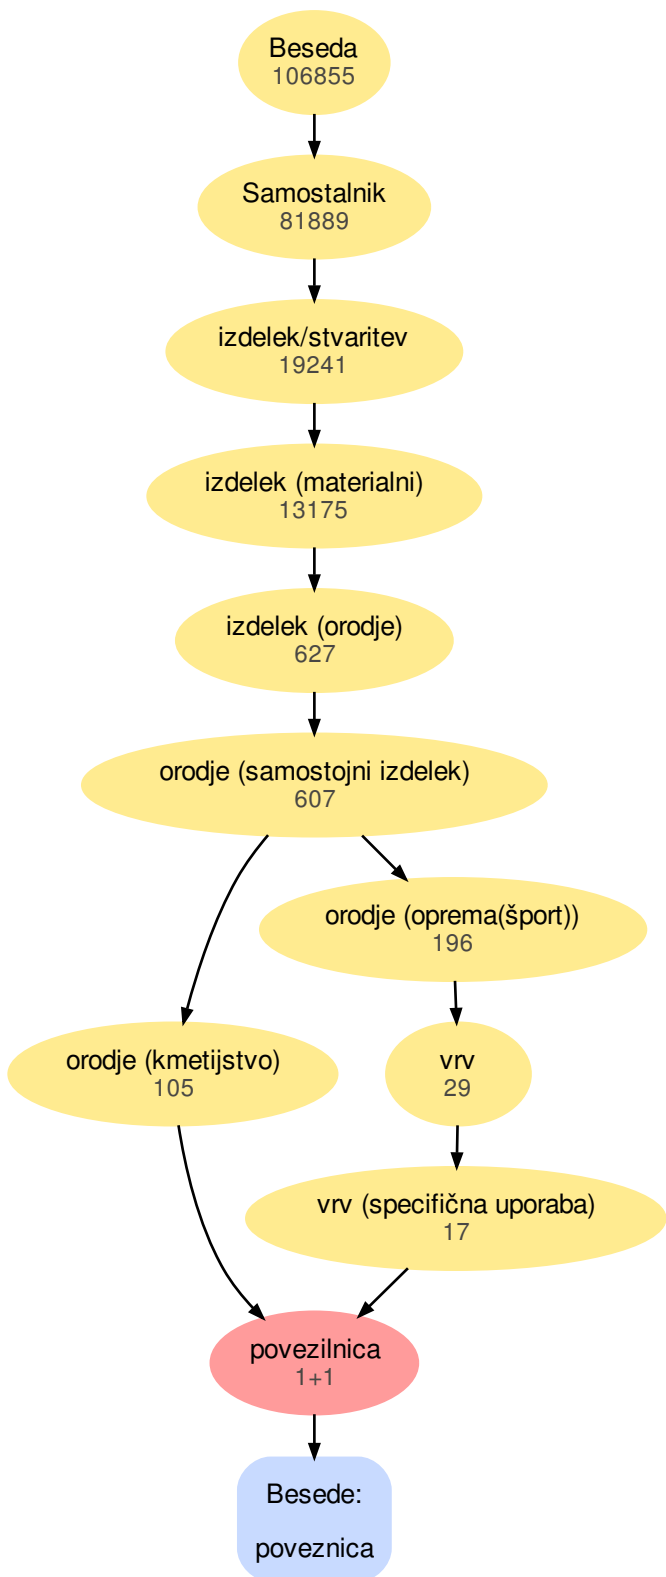 Beseda
106855
Samostalnik
81889
izdelek/stvaritev
19241
izdelek (materialni)
13175
izdelek (orodje)
627
orodje (samostojni izdelek)
607
orodje (oprema(šport))
196
orodje (kmetijstvo)
105
vrv
29
vrv (specifična uporaba)
17
povezilnica
1+1
Besede:
poveznica